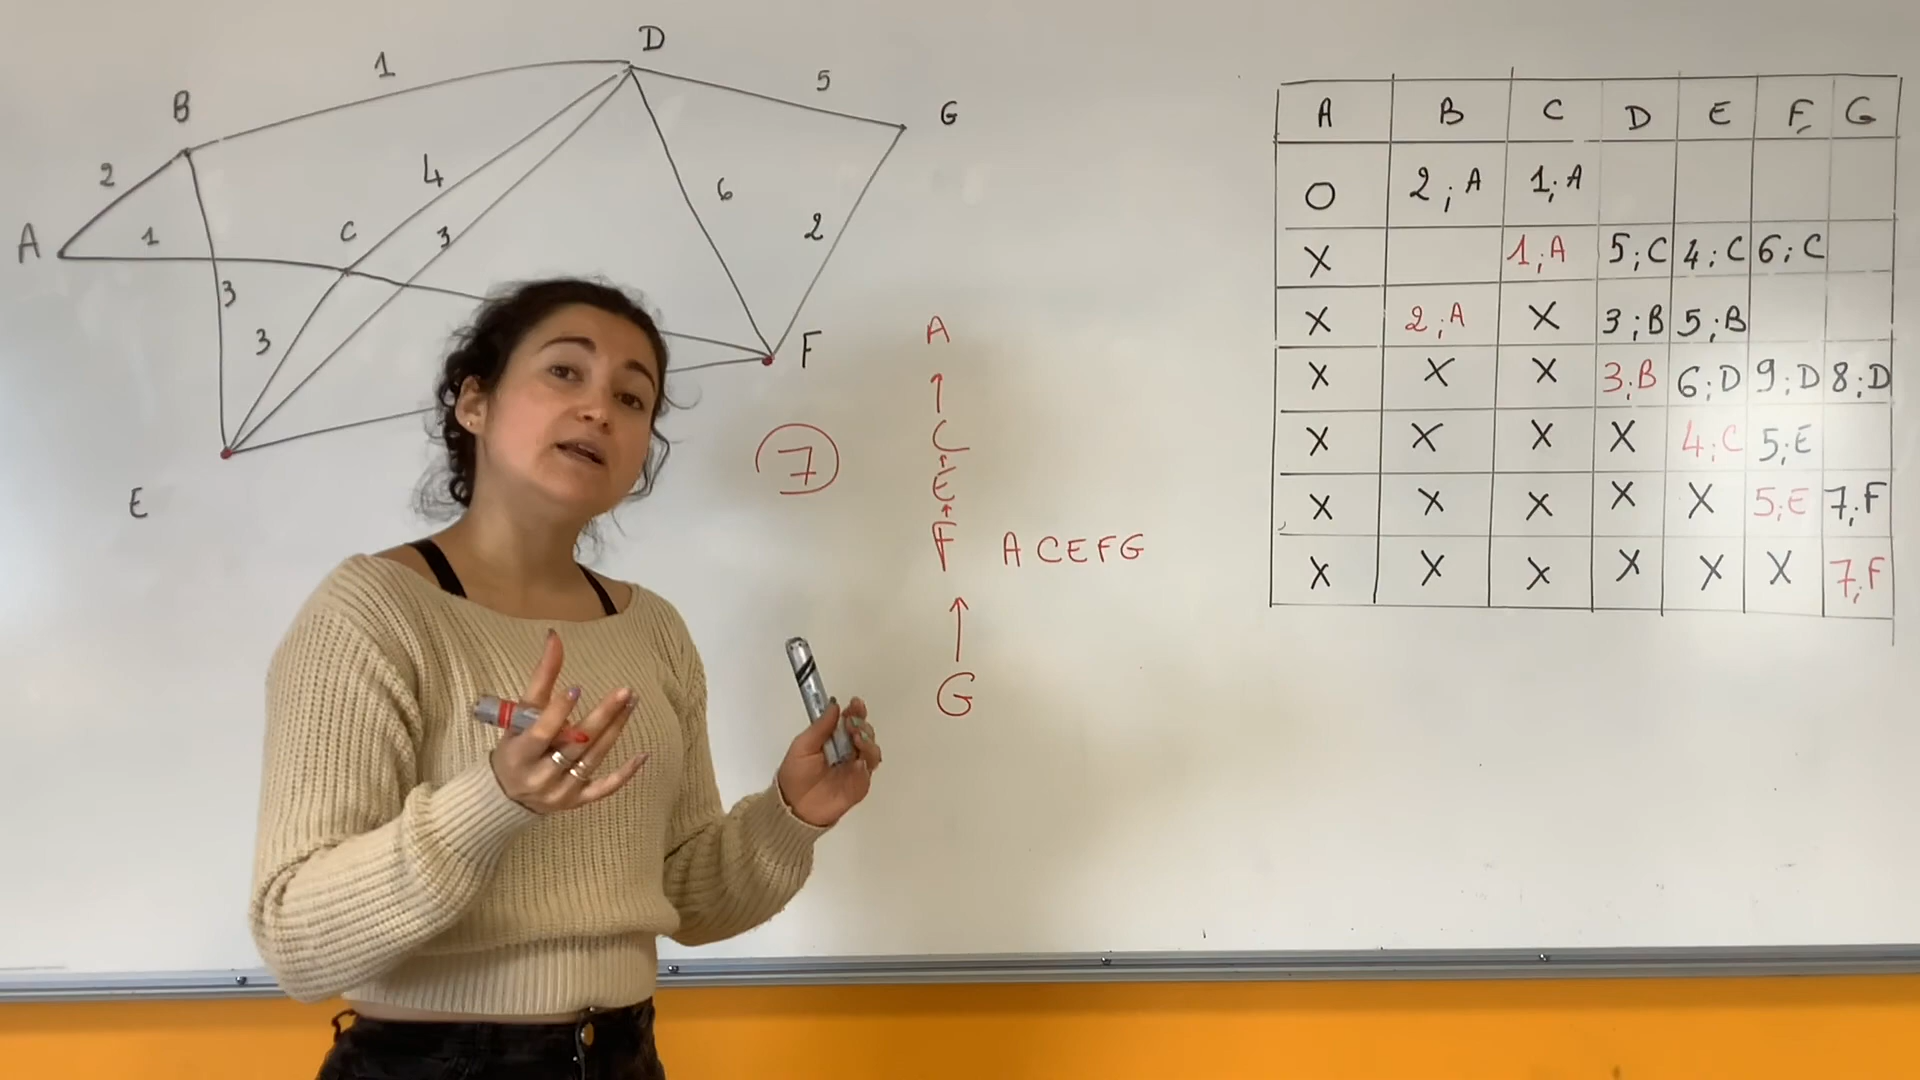 D
1
5
B
G
2
4
6
A
1
C
3
2
3
3
F
E
7
A
↑
C
↑
E
↑
F A C E F G
↑
G
A B C D E F G
0 2;A 1;A
X 1;A 5;C 4;C 6;C
X 2;A X 3;B 5;B
X X X 3;B 6;D 9;D 8;D
X X X X 4;C 5;E
X X X X X 5;E 7;F
X X X X X X 7;F